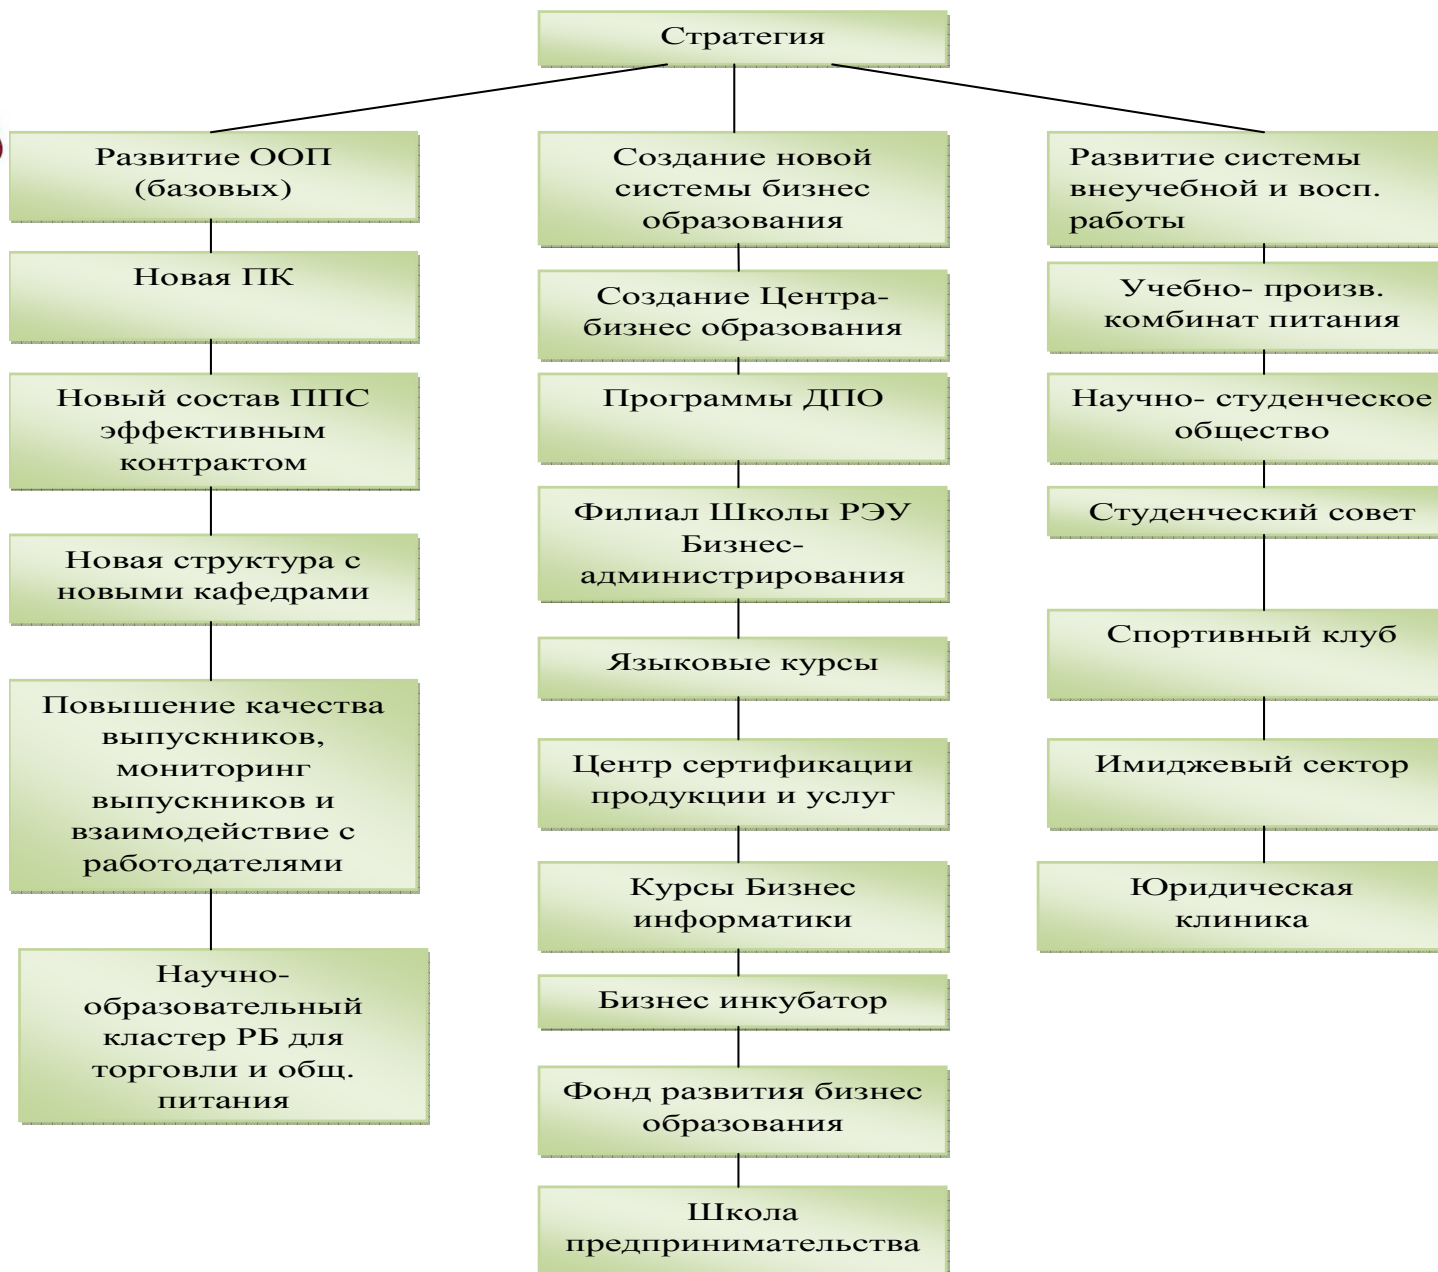 Стратегия
Развитие ООП
(базовых)
Новая ПК
Новый состав ППС
эффективным
контрактом
Новая структура с
новыми кафедрами
Повышение качества
выпускников,
мониторинг
выпускников и
взаимодействие с
работодателями
Научно-
образовательный
кластер РБ для
торговли и общ.
питания
Создание новой
системы бизнес
образования
Создание Центра-
бизнес образования
Программы ДПО
Филиал Школы РЭУ
Бизнес-
администрирования
Языковые курсы
Центр сертификации
продукции и услуг
Курсы Бизнес
информатики
Бизнес инкубатор
Фонд развития бизнес
образования
Школа
предпринимательства
Развитие системы
внеучебной и восп.
работы
Учебно- произв.
комбинат питания
Научно- студенческое
общество
Студенческий совет
Спортивный клуб
Имиджевый сектор
Юридическая
клиника